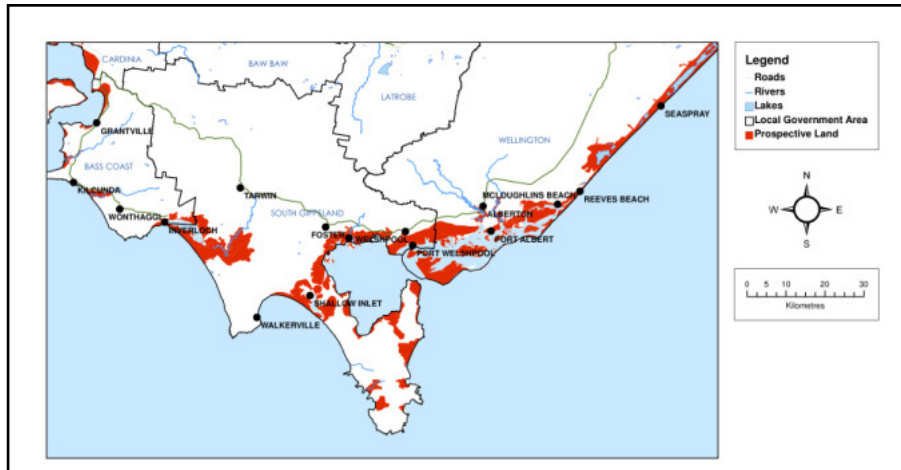 CARDINIA
BAW BAW
LATROBE
SEASPRAY
GRANTVILLE
WELLINGTON
BASS COAST
KILCUNDA
TARWIN
MCLOUGHLINS BEACH
REEVES BEACH
WONTHAGGI
SOUTH GIPPSLAND
ALBERTON
INVERLOCH
FOSTER
WELSHPOOL
PORT ALBERT
PORT WELSHPOOL
SHALLOW INLET
WALKERVILLE
Legend
Roads
Rivers
Lakes
Local Government Area
Prospective Land
N
W E
S
0 5 10 20 30
Kilometres